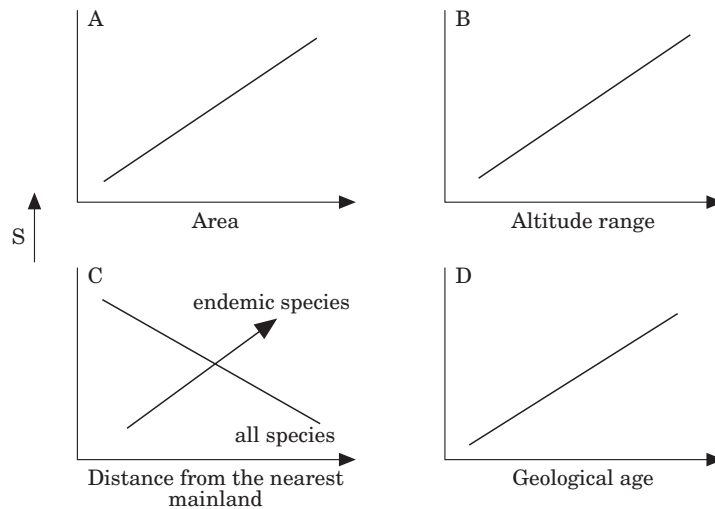 A
B
Area
Altitude range
S
C
D
endemic species
all species
Distance from the nearest
mainland
Geological age